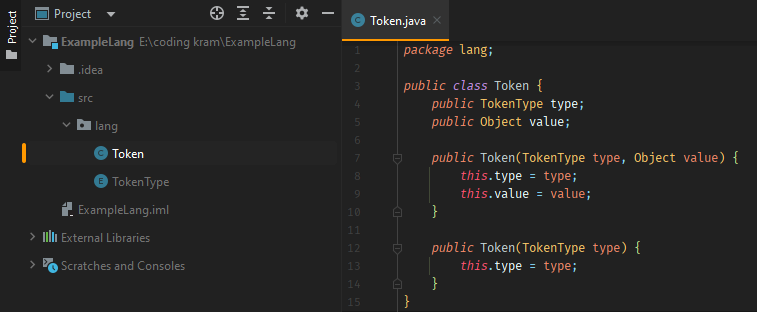 Project
Project
ExampleLang E:\coding kram\ExampleLang
.idea
src
lang
C Token
E TokenType
ExampleLang.iml
External Libraries
Scratches and Consoles
C Token.java
1 package lang;
2
3 public class Token {
4 public TokenType type;
5 public Object value;
6
7 public Token(TokenType type, Object value) {
8 this.type = type;
9 this.value = value;
10 }
11
12 public Token(TokenType type) {
13 this.type = type;
14 }
15 }